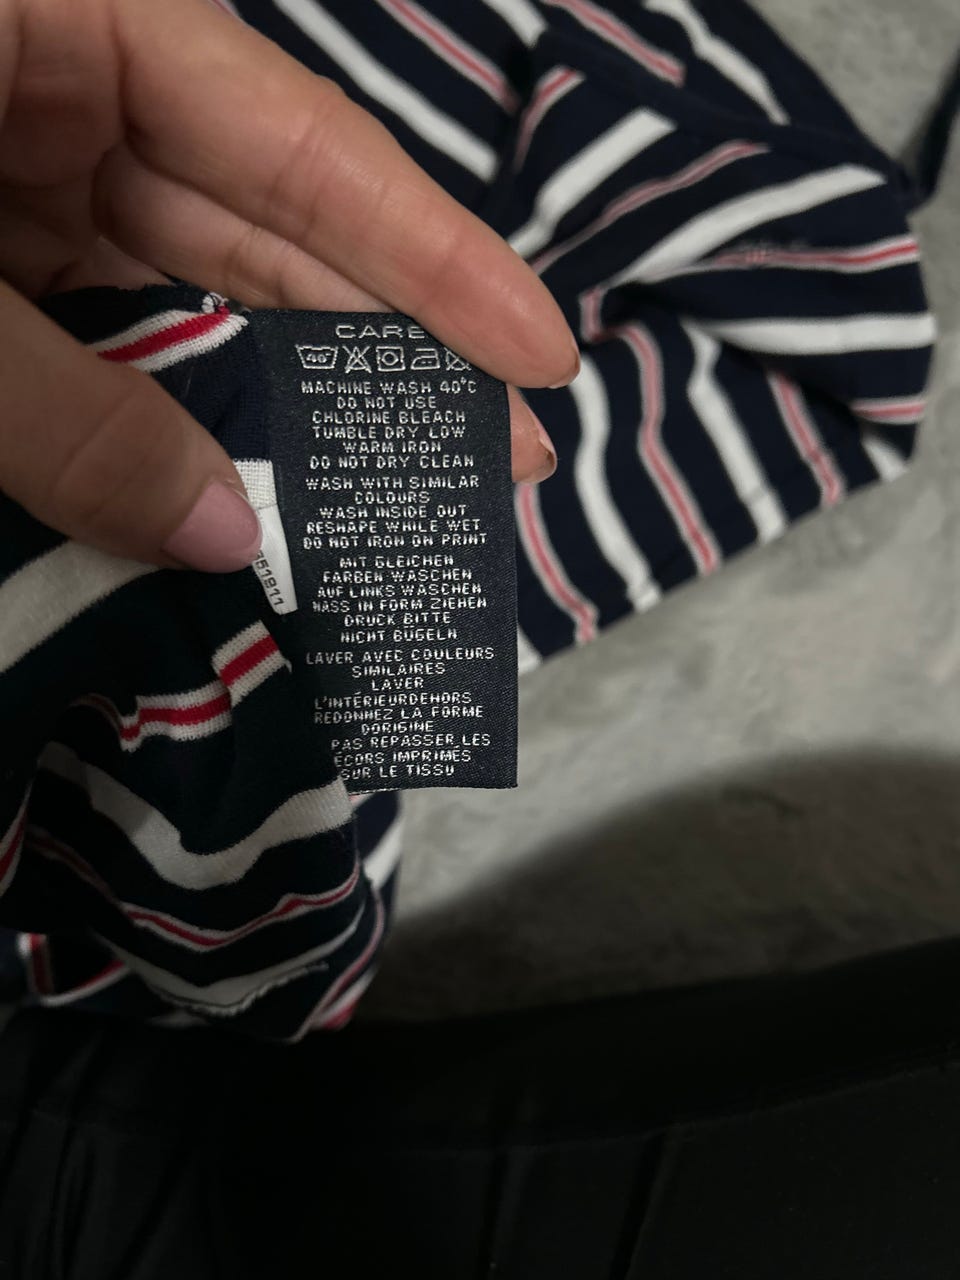 CARE
40°
MACHINE WASH 40°C
DO NOT USE
CHLORINE BLEACH
TUMBLE DRY LOW
WARM IRON
DO NOT DRY CLEAN
WASH WITH SIMILAR
COLOURS
WASH INSIDE OUT
RESHAPE WHILE WET
DO NOT IRON ON PRINT
MIT GLEICHEN
FARBEN WASCHEN
AUF LINKS WASCHEN
NASS IN FORM ZIEHEN
DRUCK BITTE
NICHT BÜGELN
LAVER AVEC COULEURS
SIMILAIRES
LAVER
L'INTÉRIEURDEHORS
REDONNEZ LA FORME
DORIGINE
PAS REPASSER LES
ÉCORS IMPRIMÉS
SUR LE TISSU
51811